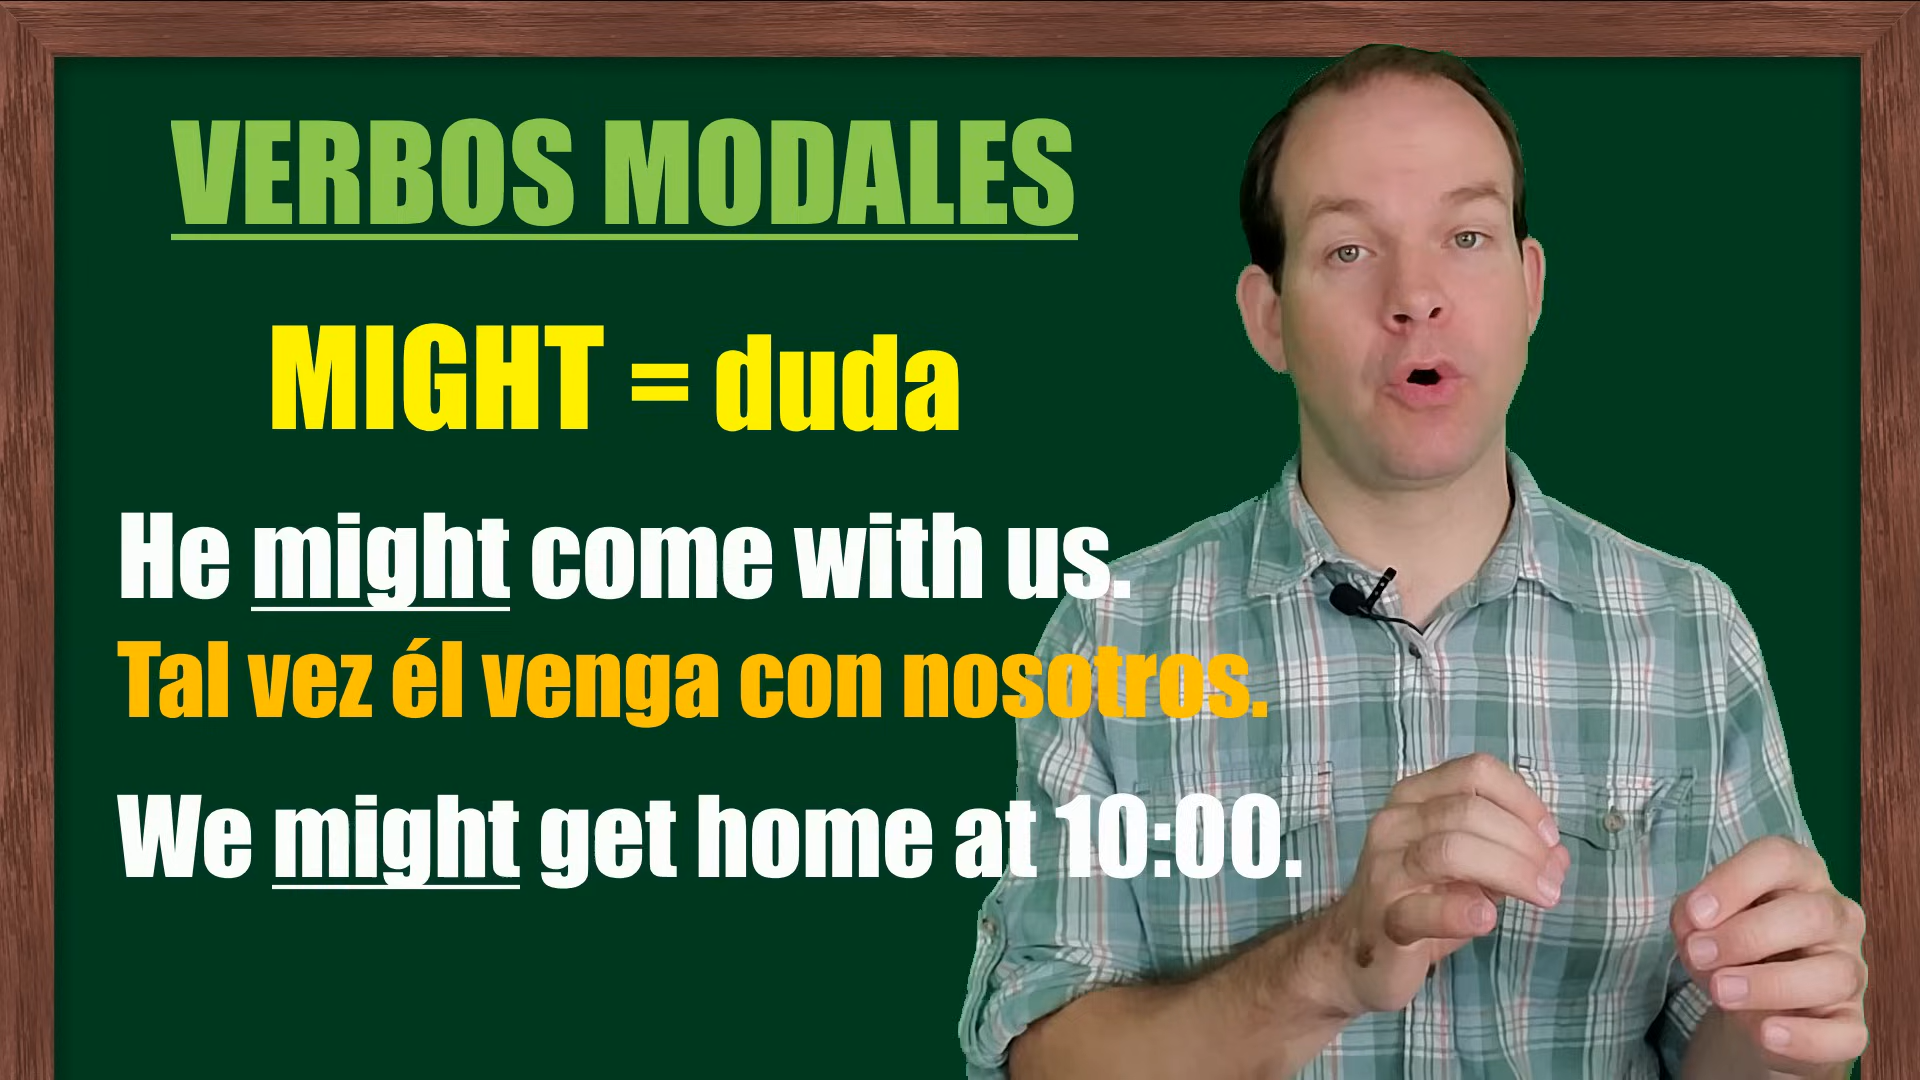 VERBOS MODALES
MIGHT = duda
He might come with us.
Tal vez él venga con nosotros.
We might get home at 10:00.